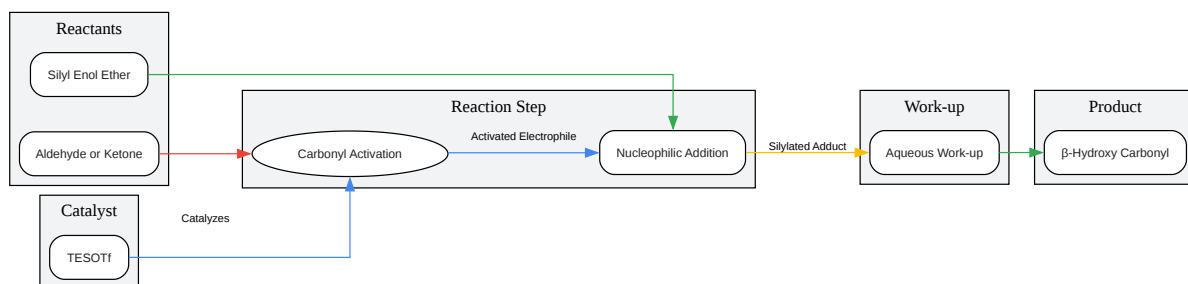 Reactants
Silyl Enol Ether
Aldehyde or Ketone
Catalyst
TESOTf
Catalyzes
Reaction Step
Carbonyl Activation
Activated Electrophile
Nucleophilic Addition
Silylated Adduct
Work-up
Aqueous Work-up
Product
β-Hydroxy Carbonyl